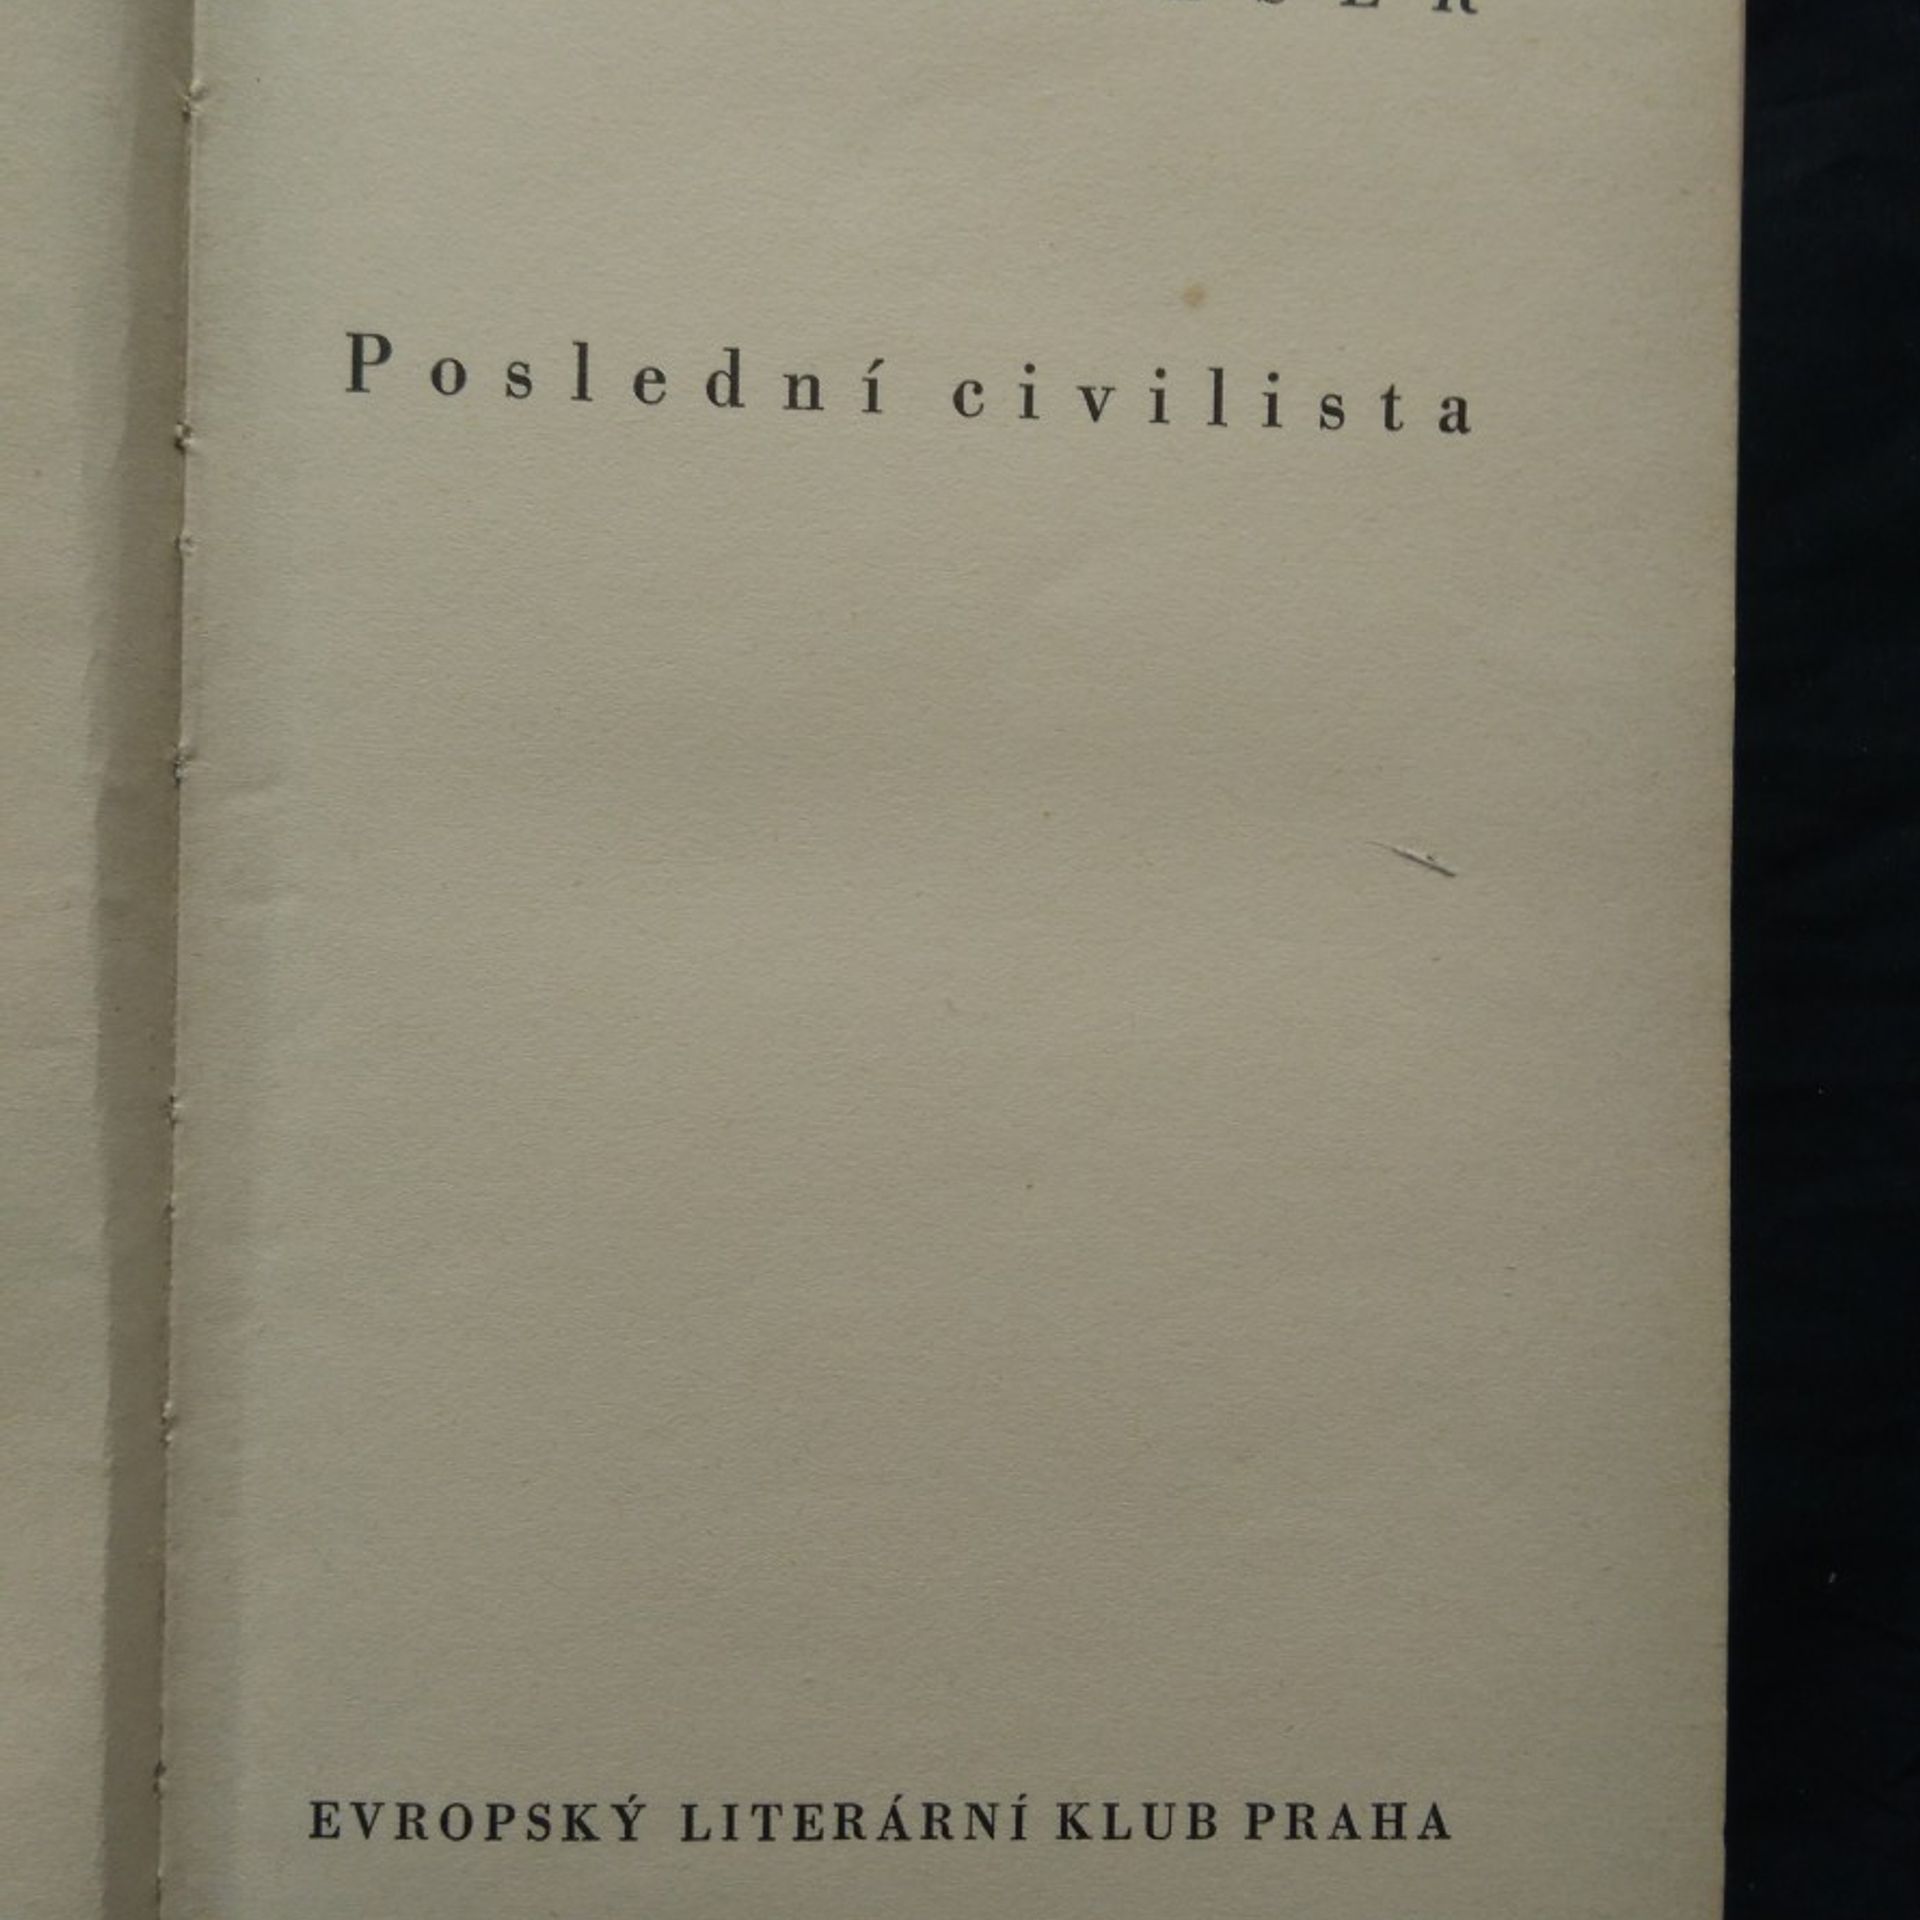 Poslední civilista
EVROPSKÝ LITERÁRNÍ KLUB PRAHA